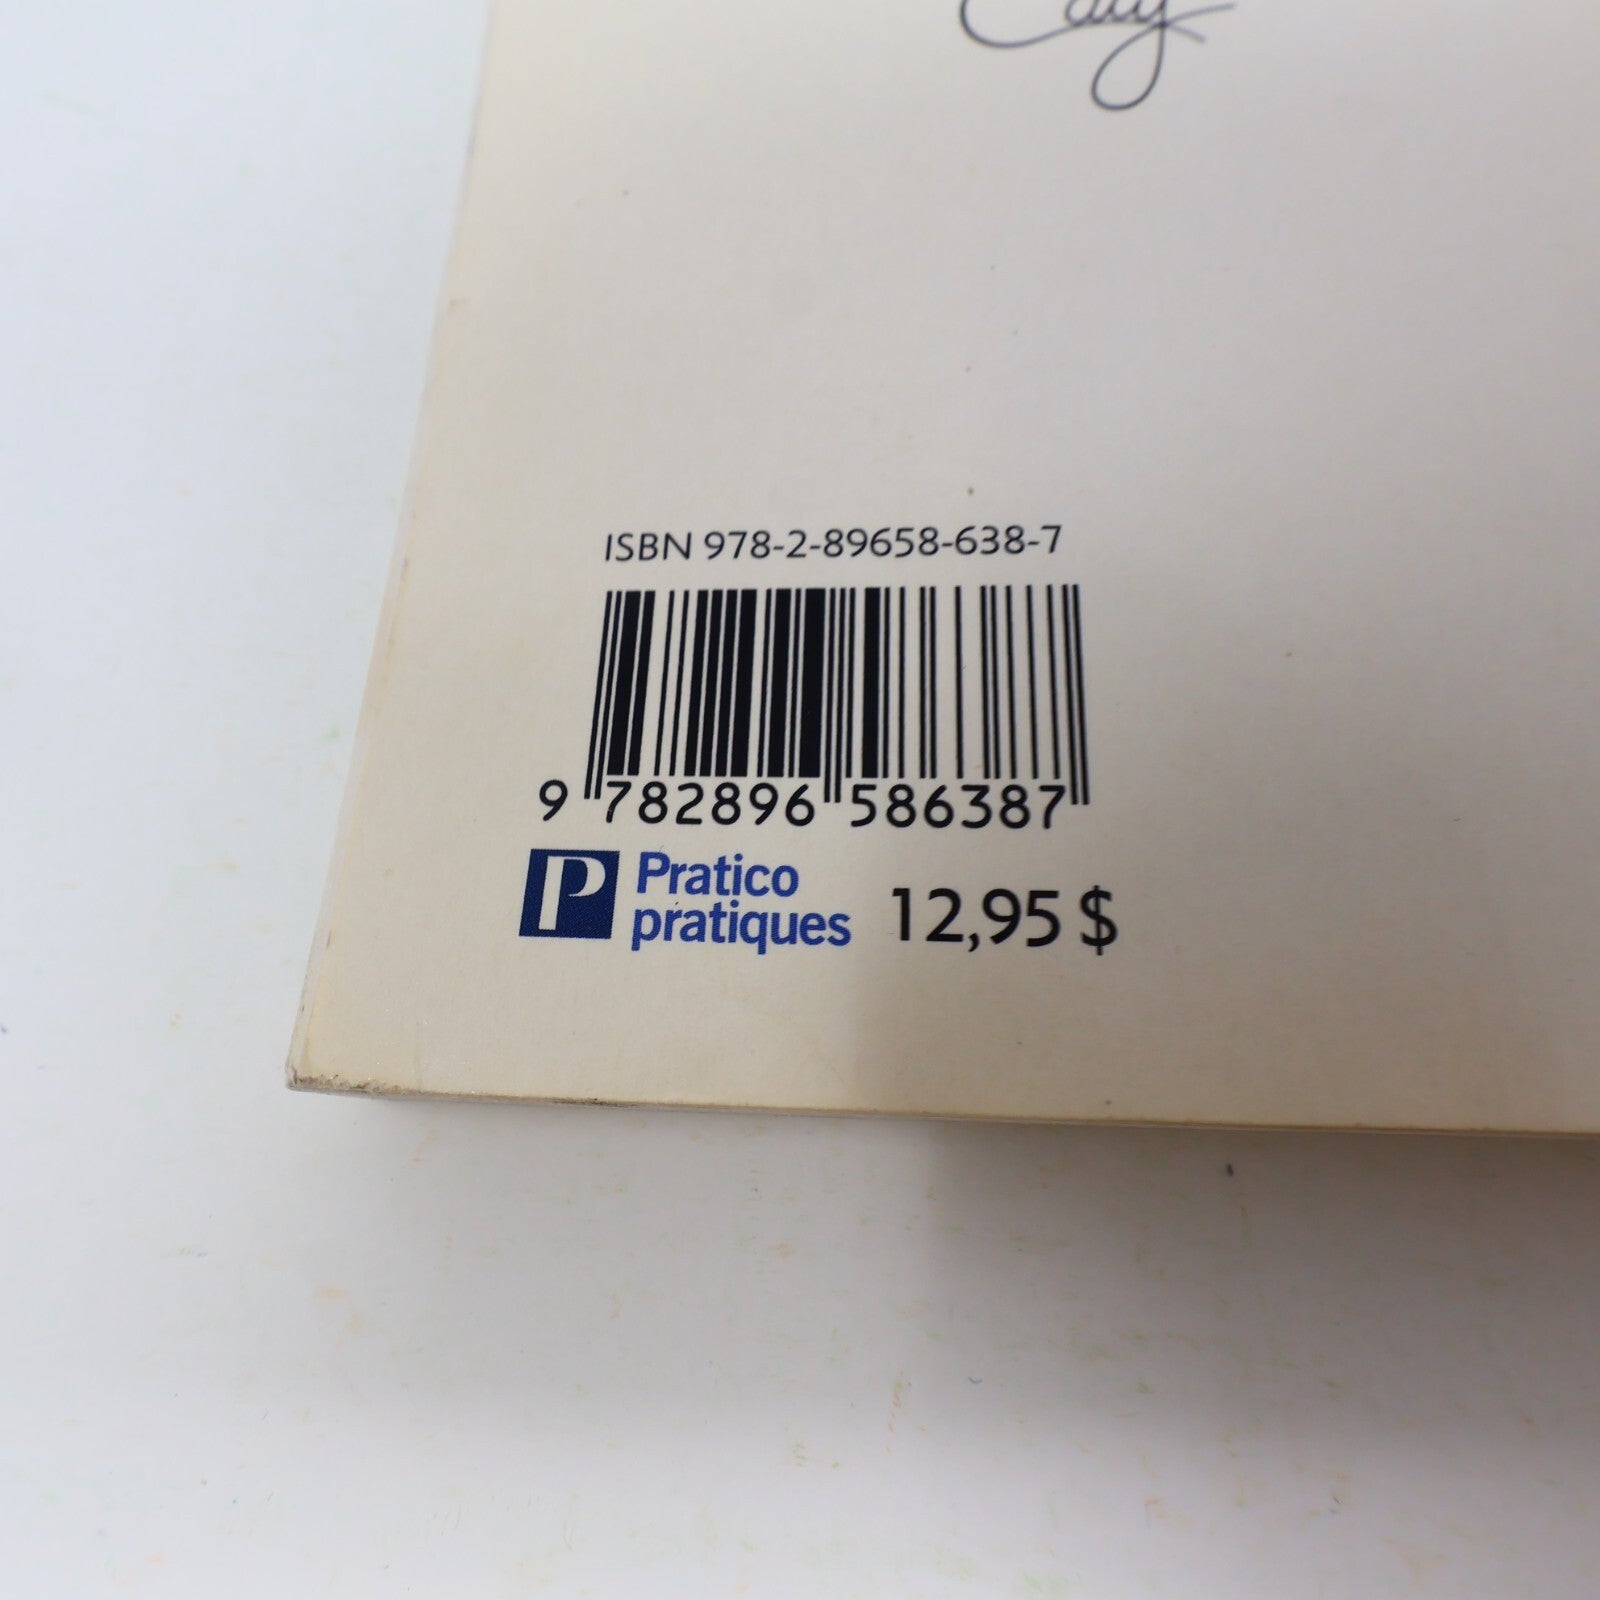 ISBN 978-2-89658-638-7
9 782896 586387
P Pratico
pratiques 12,95 $